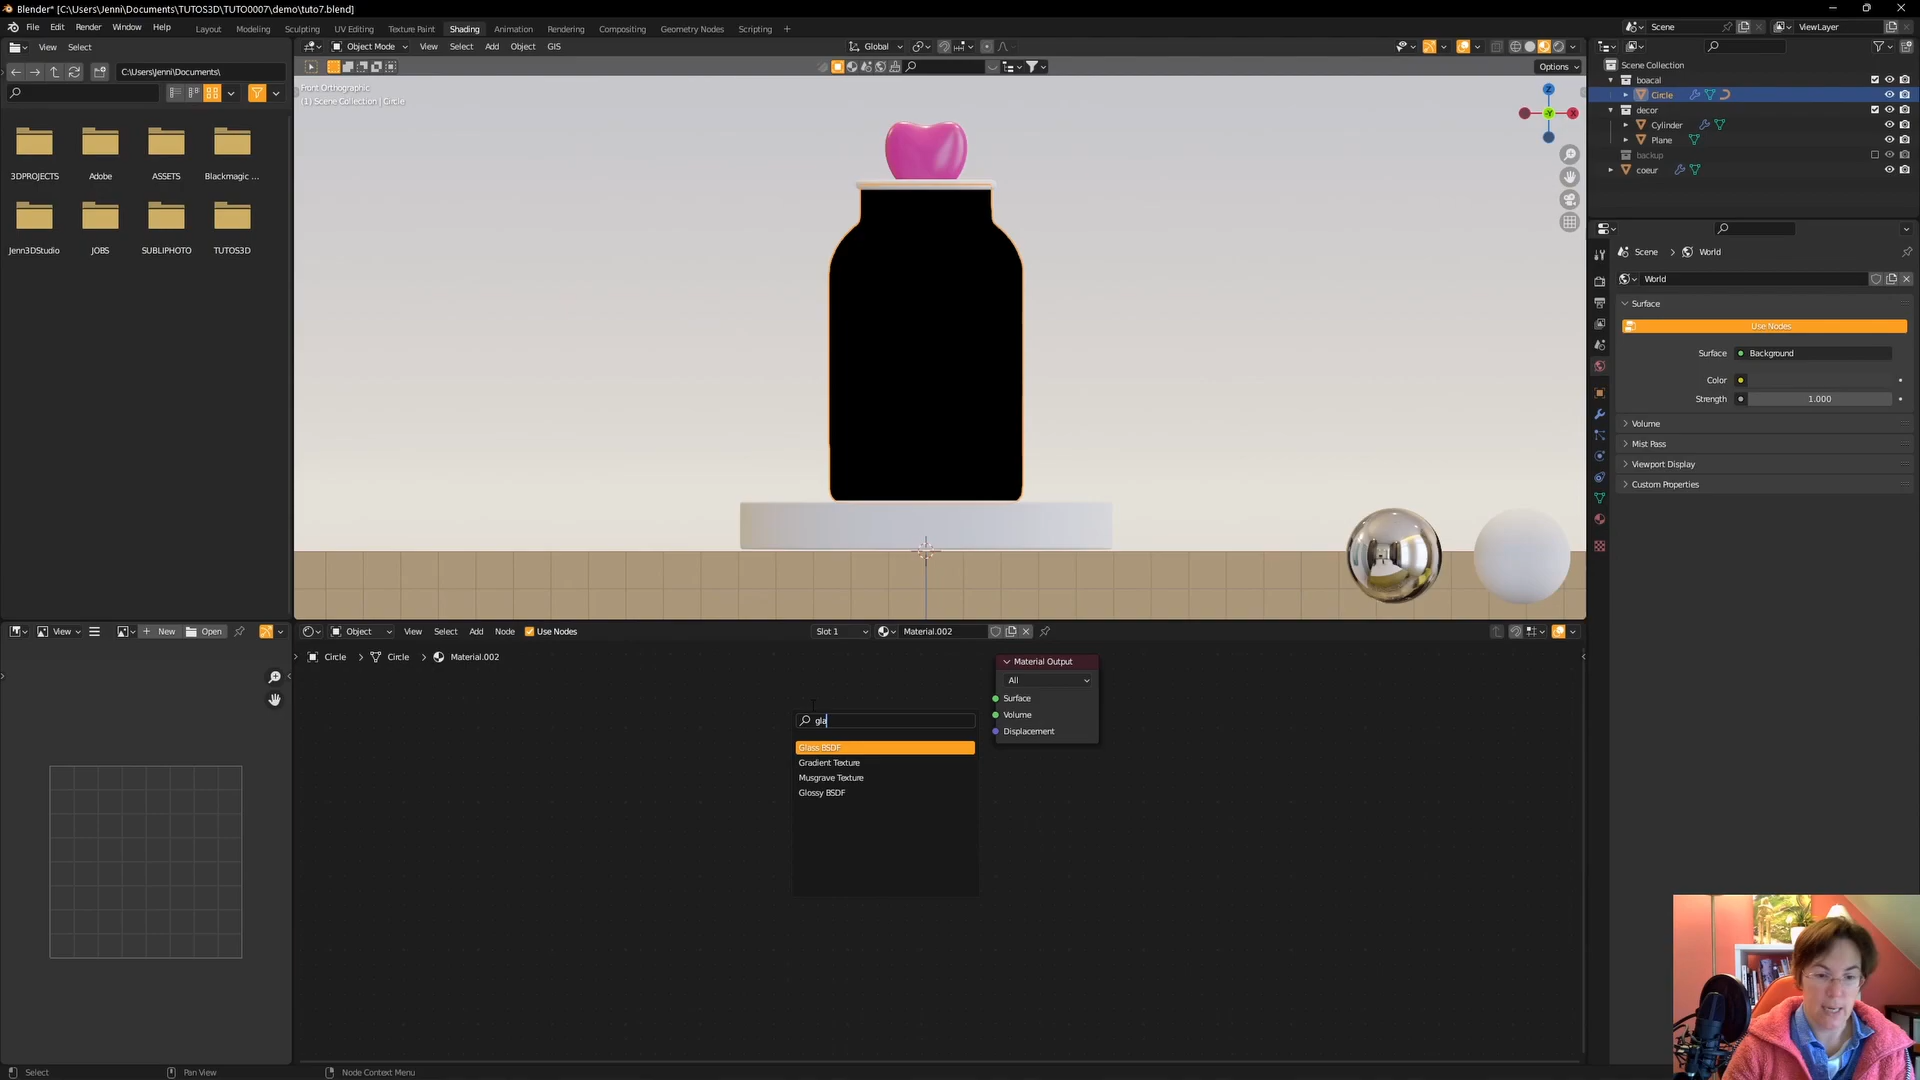 Blender* [C:\Users\Jenni\Documents\TUTOS3D\TUTO0007\demo\tuto7.blend]
File Edit Render Window Help Layout Modeling Sculpting UV Editing Texture Paint Shading Animation Rendering Compositing Geometry Nodes Scripting + Scene ViewLayer
View Select Object Mode View Select Add Object GIS Global
C:\Users\Jenni\Documents\ Options
Front Orthographic
(1) Scene Collection | Circle
Z
Y
X
3DPROJECTS Adobe ASSETS Blackmagic ...
Jenn3DStudio JOBS SUBLIPHOTO TUTOS3D
Scene Collection
boacal
Circle
decor
Cylinder
Plane
backup
coeur
Scene > World
World
Surface
Use Nodes
Surface Background
Color
Strength 1.000
Volume
Mist Pass
Viewport Display
Custom Properties
View New Open Object View Select Add Node Use Nodes Slot 1 Material.002
Circle > Circle > Material.002
Material Output
All
Surface
Volume
Displacement
gla
Glass BSDF
Gradient Texture
Musgrave Texture
Glossy BSDF
Select Pan View Node Context Menu